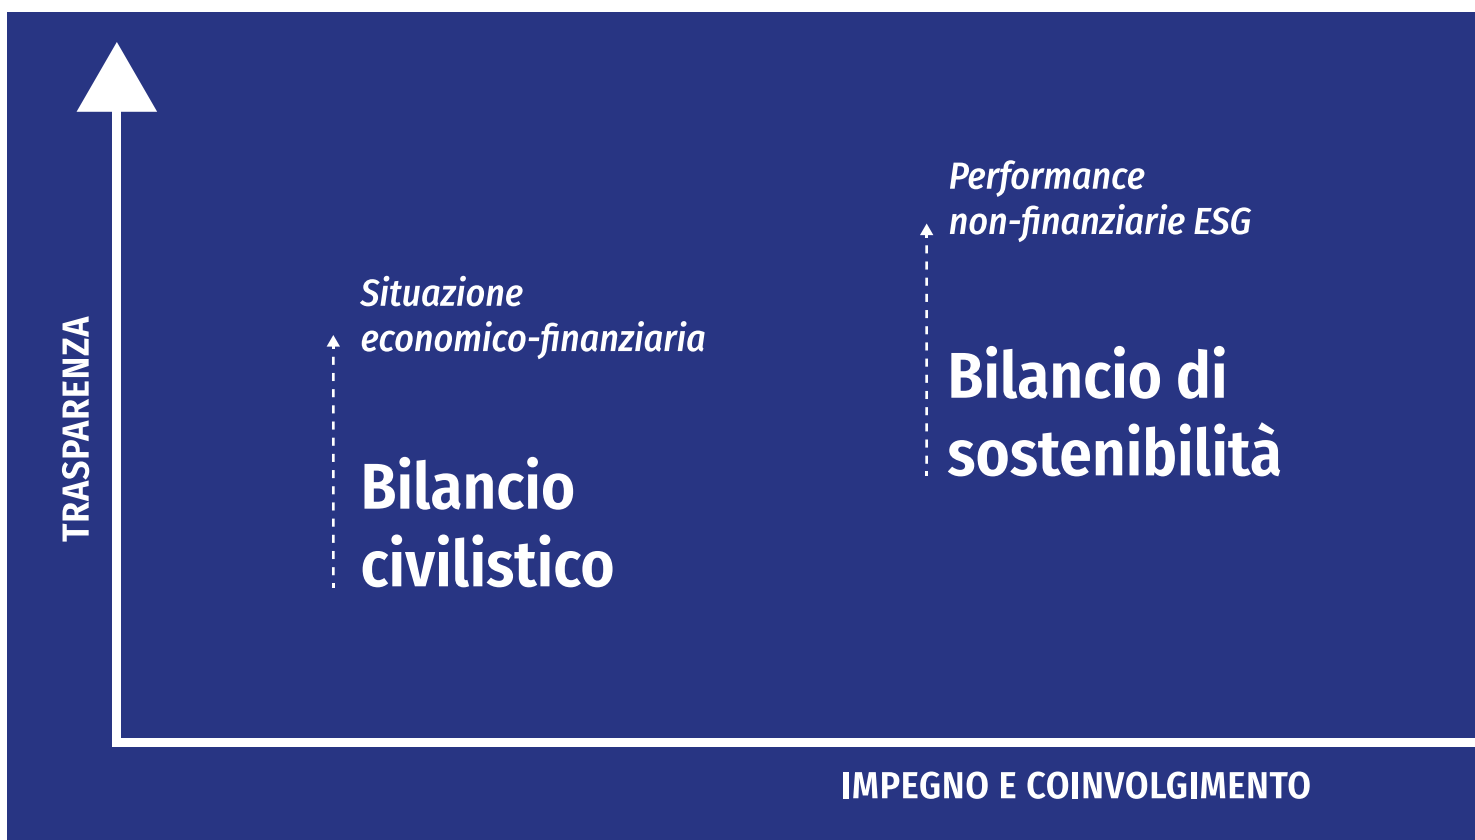 Performance
non-finanziarie ESG
Situazione
economico-finanziaria
Bilancio di
sostenibilità
Bilancio
civilistico
TRASPARENZA
IMPEGNO E COINVOLGIMENTO